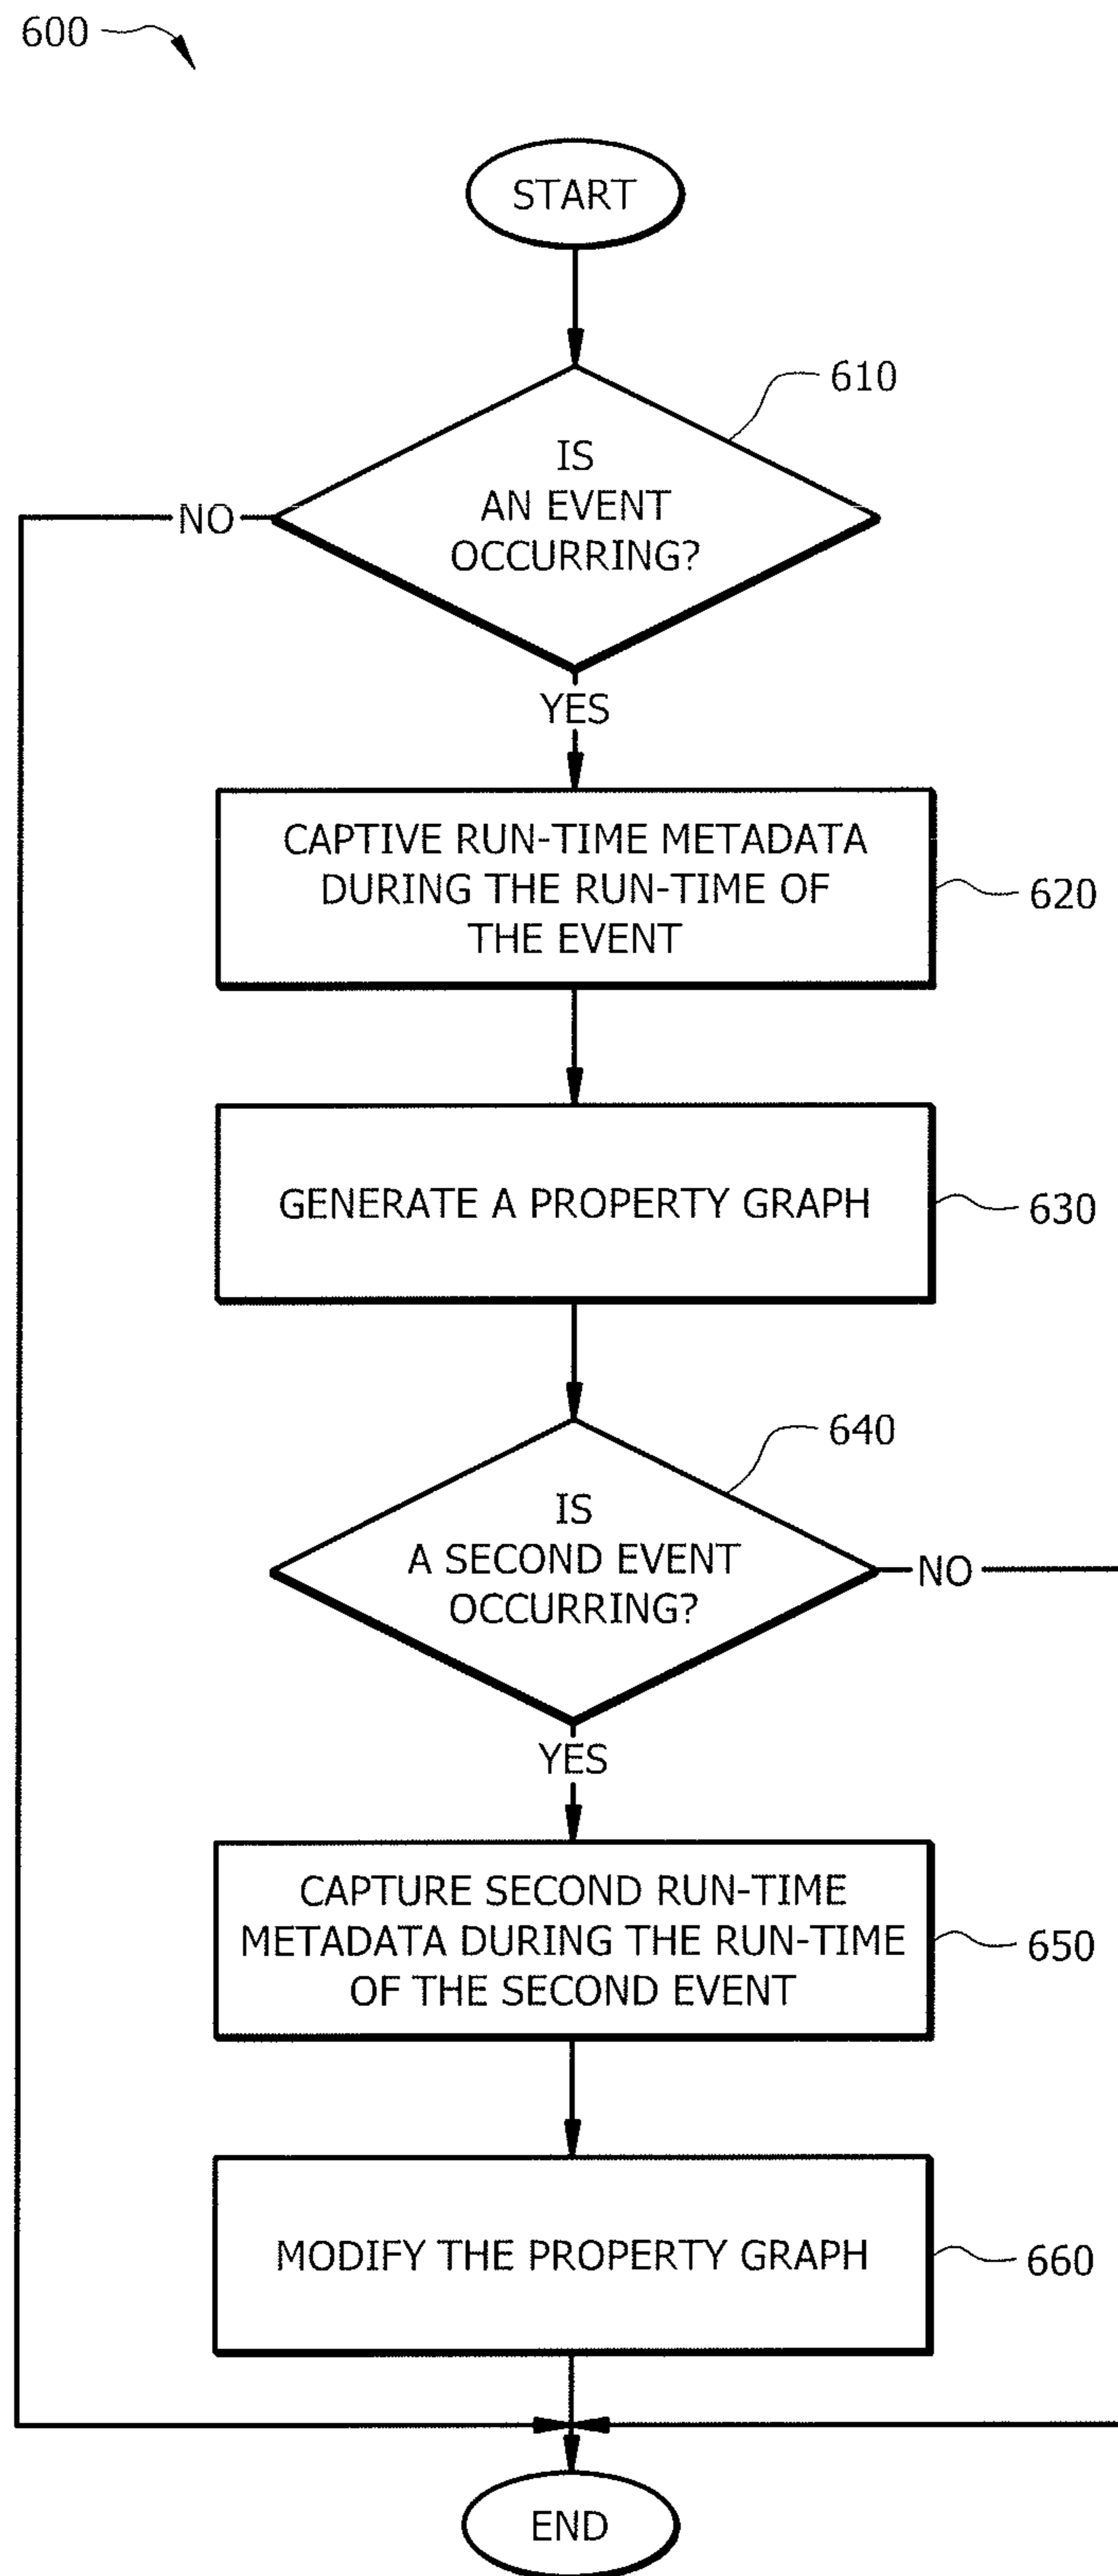 600
START
610
IS
AN EVENT
OCCURRING?
NO
YES
CAPTIVE RUN-TIME METADATA
DURING THE RUN-TIME OF
THE EVENT
620
GENERATE A PROPERTY GRAPH
630
640
IS
A SECOND EVENT
OCCURRING?
NO
YES
CAPTURE SECOND RUN-TIME
METADATA DURING THE RUN-TIME
OF THE SECOND EVENT
650
MODIFY THE PROPERTY GRAPH
660
END